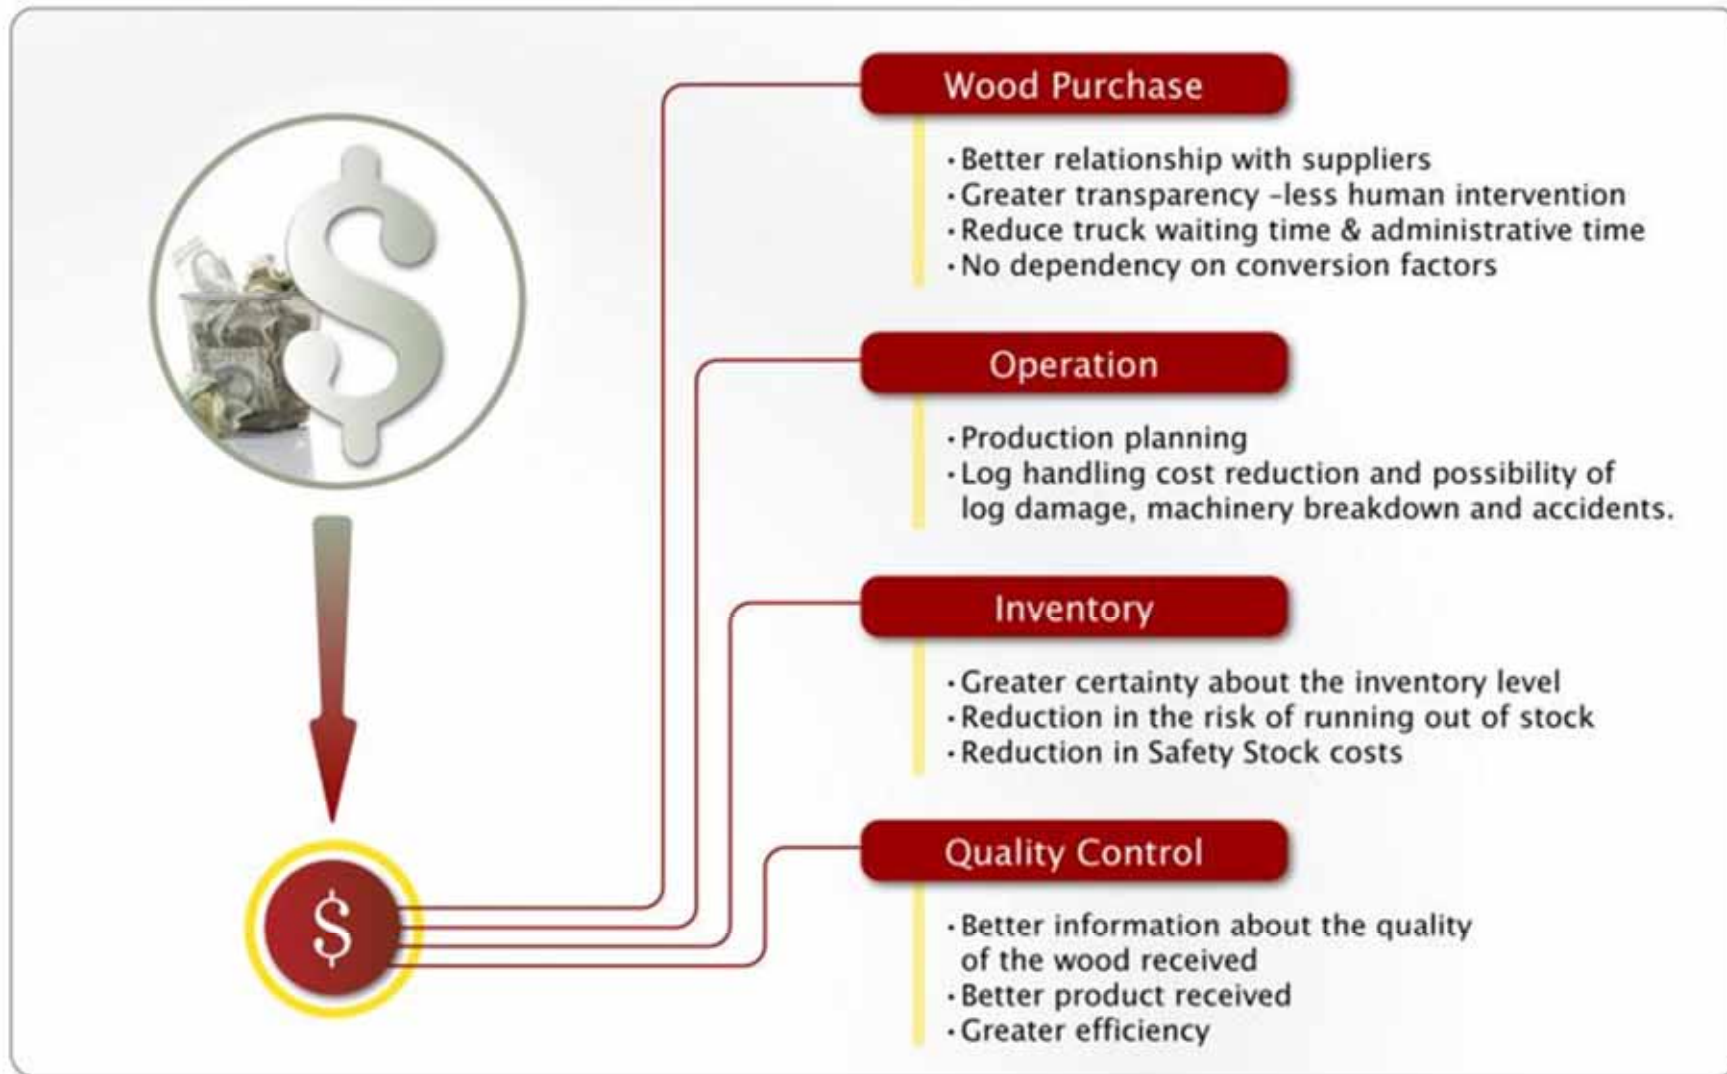 Wood Purchase
·Better relationship with suppliers
·Greater transparency –less human intervention
·Reduce truck waiting time & administrative time
·No dependency on conversion factors
Operation
·Production planning
·Log handling cost reduction and possibility of
log damage, machinery breakdown and accidents.
Inventory
·Greater certainty about the inventory level
·Reduction in the risk of running out of stock
·Reduction in Safety Stock costs
Quality Control
·Better information about the quality
of the wood received
·Better product received
·Greater efficiency
$
$